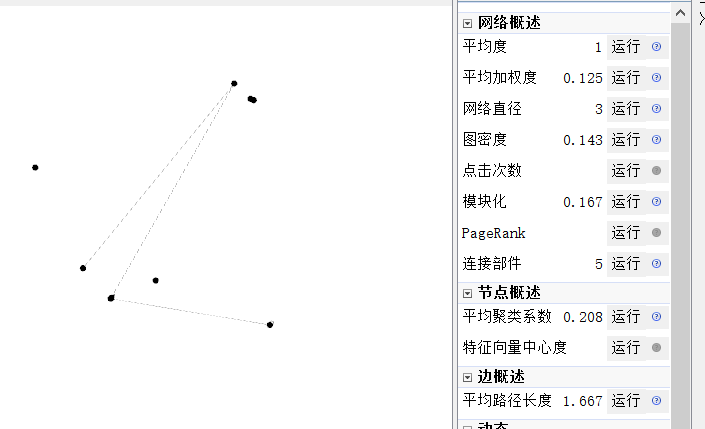 网络概述
平均度 1 运行
平均加权度 0.125 运行
网络直径 3 运行
图密度 0.143 运行
点击次数 运行
模块化 0.167 运行
PageRank 运行
连接部件 5 运行
节点概述
平均聚类系数 0.208 运行
特征向量中心度 运行
边概述
平均路径长度 1.667 运行